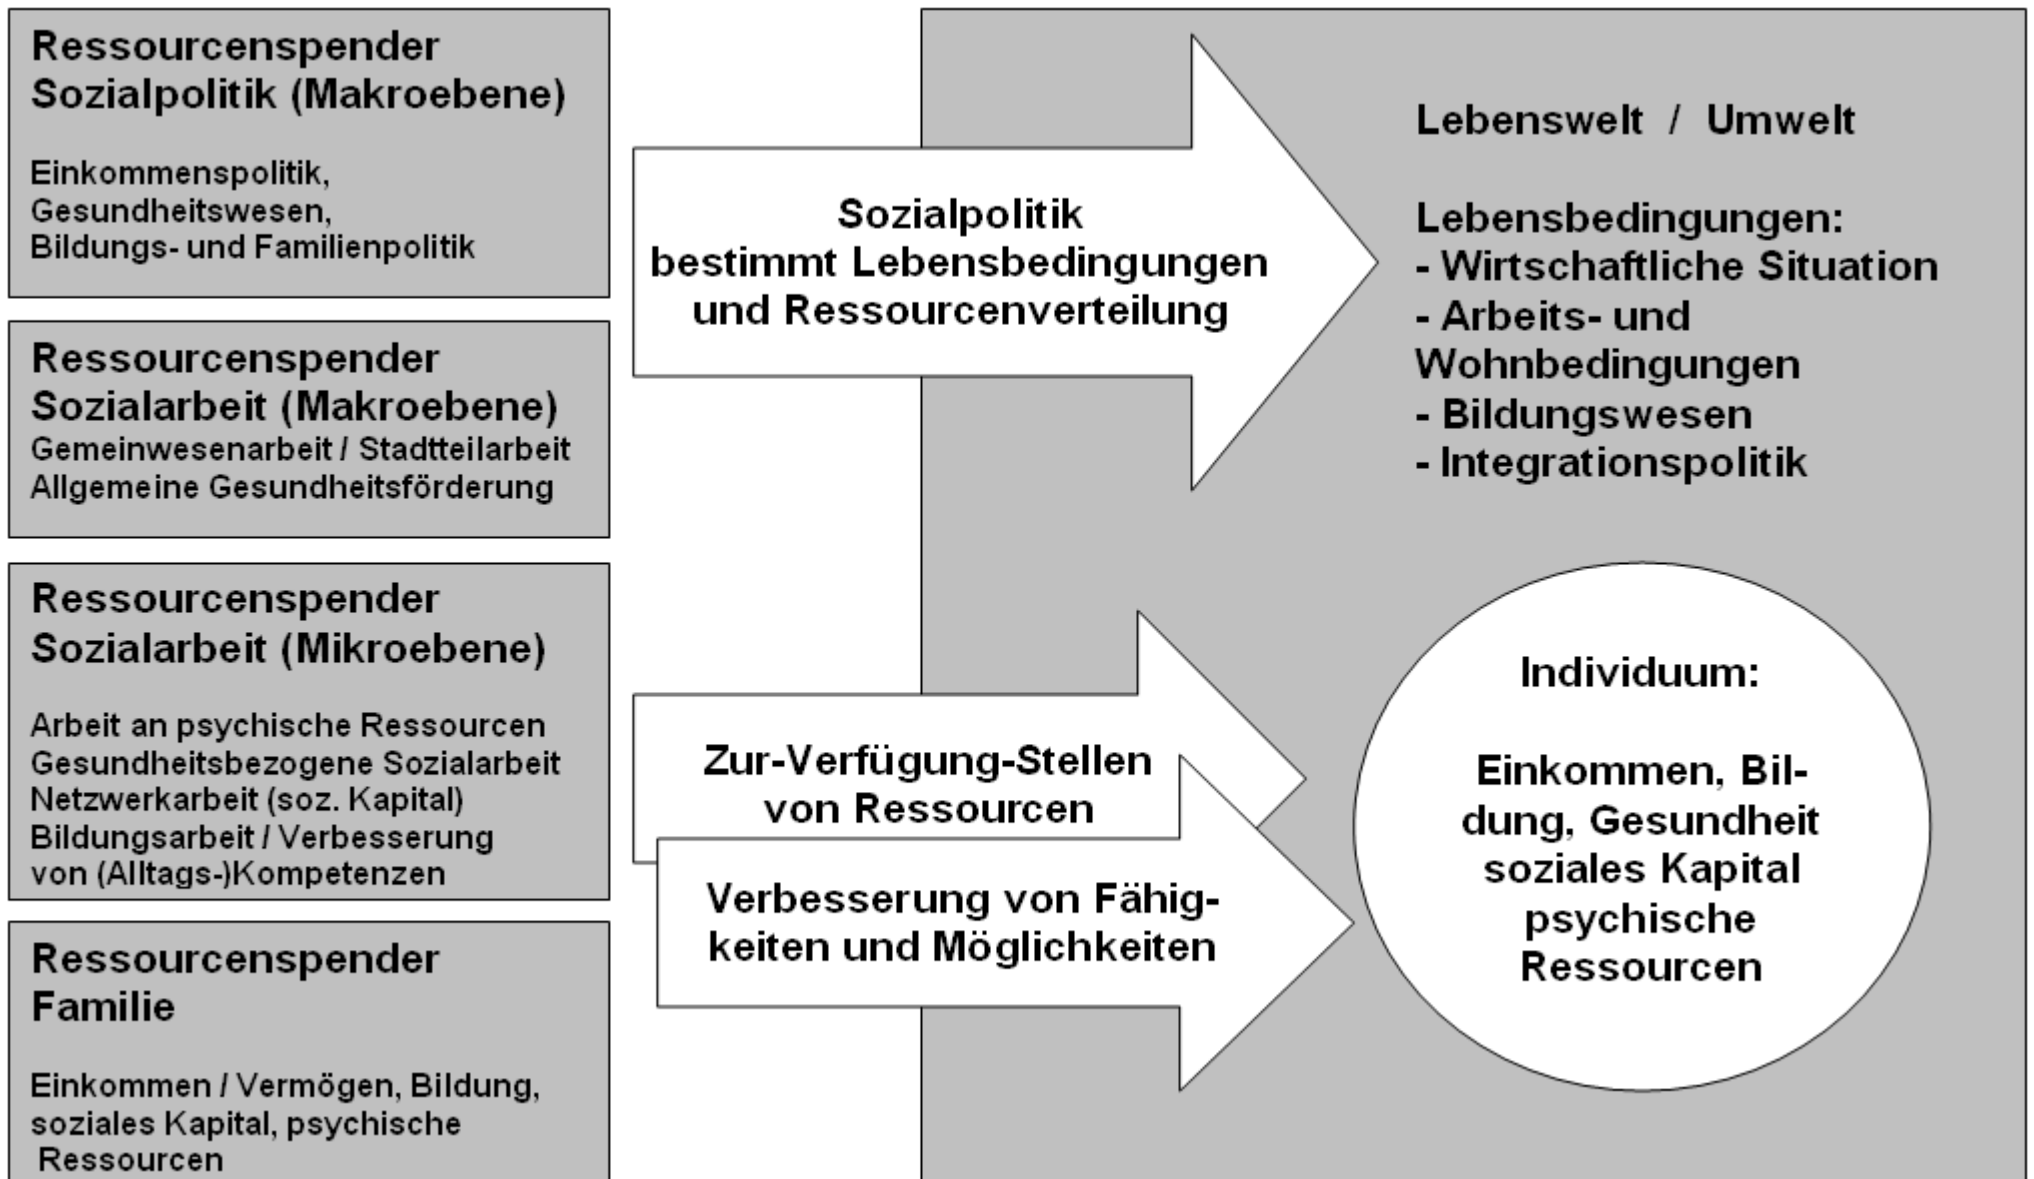 Ressourcenspender
Sozialpolitik (Makroebene)
Einkommenspolitik,
Gesundheitswesen,
Bildungs- und Familienpolitik
Ressourcenspender
Sozialarbeit (Makroebene)
Gemeinwesenarbeit / Stadtteilarbeit
Allgemeine Gesundheitsförderung
Ressourcenspender
Sozialarbeit (Mikroebene)
Arbeit an psychische Ressourcen
Gesundheitsbezogene Sozialarbeit
Netzwerkarbeit (soz. Kapital)
Bildungsarbeit / Verbesserung
von (Alltags-)Kompetenzen
Ressourcenspender
Familie
Einkommen / Vermögen, Bildung,
soziales Kapital, psychische
Ressourcen
Sozialpolitik
bestimmt Lebensbedingungen
und Ressourcenverteilung
Zur-Verfügung-Stellen
von Ressourcen
Verbesserung von Fähig-
keiten und Möglichkeiten
Lebenswelt / Umwelt
Lebensbedingungen:
- Wirtschaftliche Situation
- Arbeits- und
Wohnbedingungen
- Bildungswesen
- Integrationspolitik
Individuum:
Einkommen, Bil-
dung, Gesundheit
soziales Kapital
psychische
Ressourcen